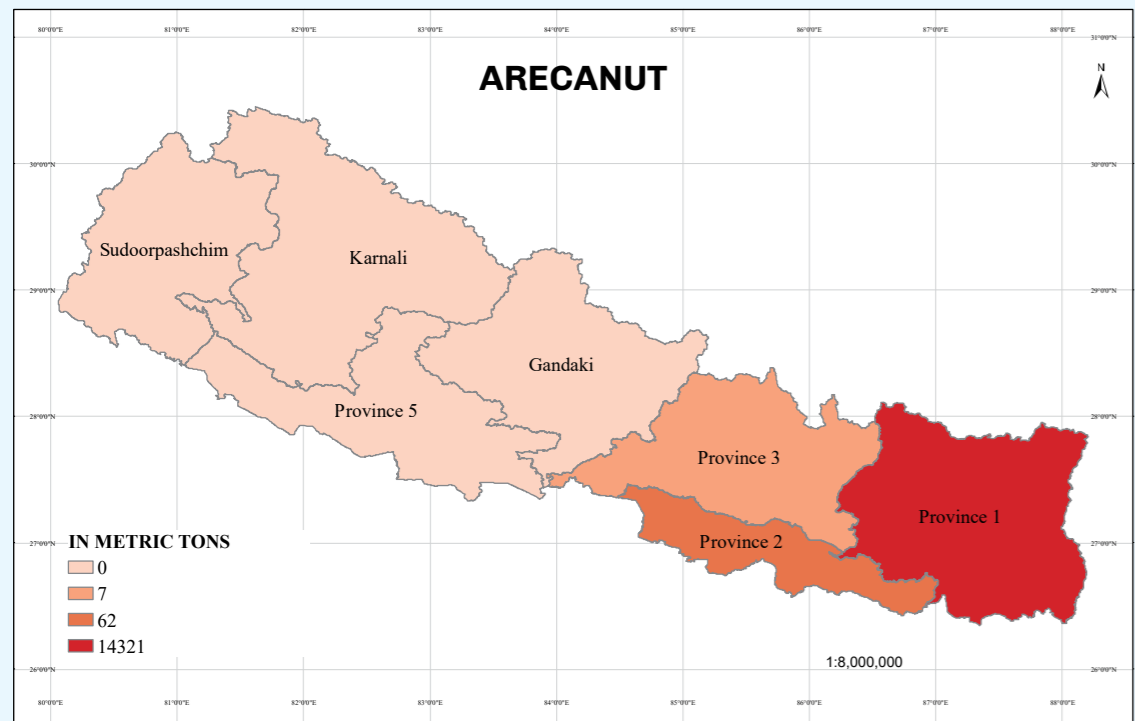 80°0'0"E 81°0'0"E 82°0'0"E 83°0'0"E 84°0'0"E 85°0'0"E 86°0'0"E 87°0'0"E 88°0'0"E
31°0'0"N
ARECANUT
N
30°0'0"N 30°0'0"N
Sudoorpashchim
Karnali
29°0'0"N 29°0'0"N
Gandaki
Province 5
28°0'0"N 28°0'0"N
Province 3
Province 1
Province 2
IN METRIC TONS
27°0'0"N 27°0'0"N
0
7
62
14321
1:8,000,000
26°0'0"N 26°0'0"N
80°0'0"E 81°0'0"E 82°0'0"E 83°0'0"E 84°0'0"E 85°0'0"E 86°0'0"E 87°0'0"E 88°0'0"E